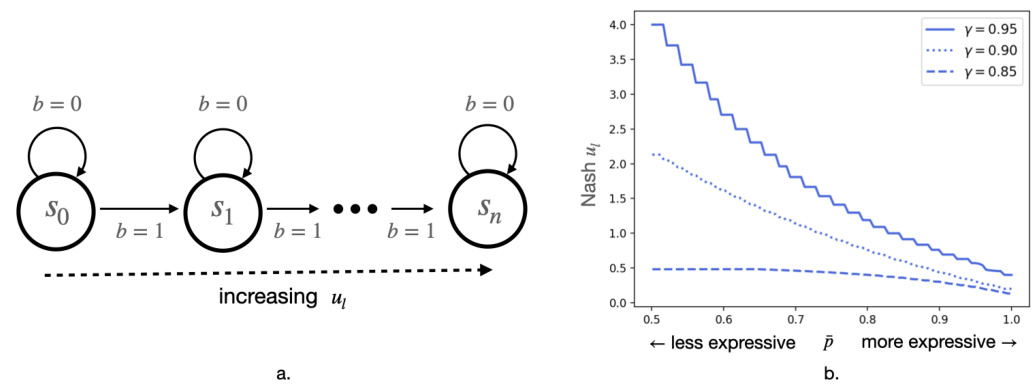 b = 0
b = 0
b = 0
s₀
s₁
sₙ
b = 1
b = 1
b = 1
increasing uₗ
a.
Nash uₗ
4.0
3.5
3.0
2.5
2.0
1.5
1.0
0.5
0.0
γ = 0.95
γ = 0.90
γ = 0.85
0.5 0.6 0.7 0.8 0.9 1.0
← less expressive p̄ more expressive →
b.